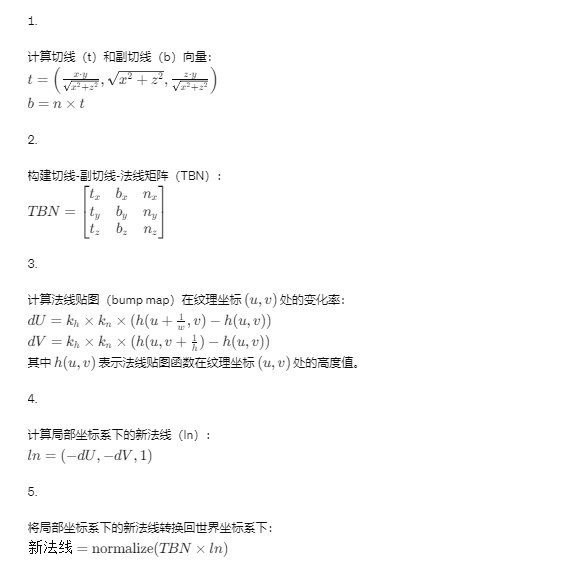 1.
计算切线（t）和副切线（b）向量：
$t = \left( \frac{x \cdot y}{\sqrt{x^2+z^2}}, \sqrt{x^2+z^2}, \frac{z \cdot y}{\sqrt{x^2+z^2}} \right)$
$b = n \times t$
2.
构建切线-副切线-法线矩阵（TBN）：
$TBN = \begin{bmatrix} t_x & b_x & n_x \\ t_y & b_y & n_y \\ t_z & b_z & n_z \end{bmatrix}$
3.
计算法线贴图（bump map）在纹理坐标 $(u, v)$ 处的变化率：
$dU = k_h \times k_n \times (h(u + \frac{1}{w}, v) - h(u, v))$
$dV = k_h \times k_n \times (h(u, v + \frac{1}{h}) - h(u, v))$
其中 $h(u, v)$ 表示法线贴图函数在纹理坐标 $(u, v)$ 处的高度值。
4.
计算局部坐标系下的新法线（ln）：
$ln = (-dU, -dV, 1)$
5.
将局部坐标系下的新法线转换回世界坐标系下：
新法线 $= \text{normalize}(TBN \times ln)$